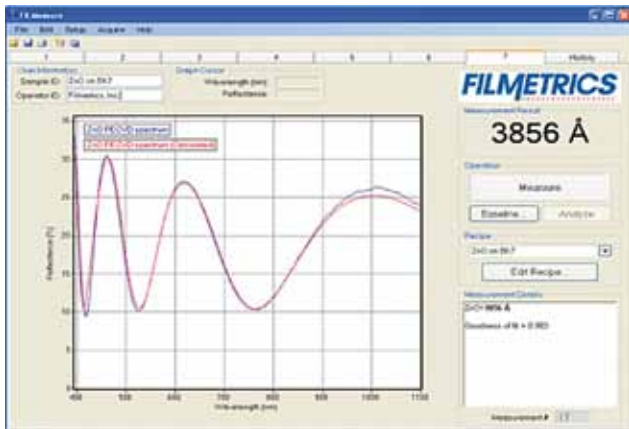 FILMeasure
File Edit Setup Acquire Help
1 2 3 4 5 6 7 History
User Information
Sample ID: ZnO on BK7
Operator ID: Filmetrics, Inc.
Graph Cursor
Wavelength (nm):
Reflectance:
FILMETRICS
Measurement Result
3856 Å
Operation
Measure
Baseline... Analyze
Recipe
ZnO on BK7
Edit Recipe
Measurement Details
ZnO= 3856 Å
Goodness of fit =
Measurement #
ZnO PECVD spectrum
ZnO PECVD spectrum (Calculated)
Reflectance (%)
35
30
25
20
15
10
5
0
400 500 600 700 800 900 1000 1100
Wavelength (nm)